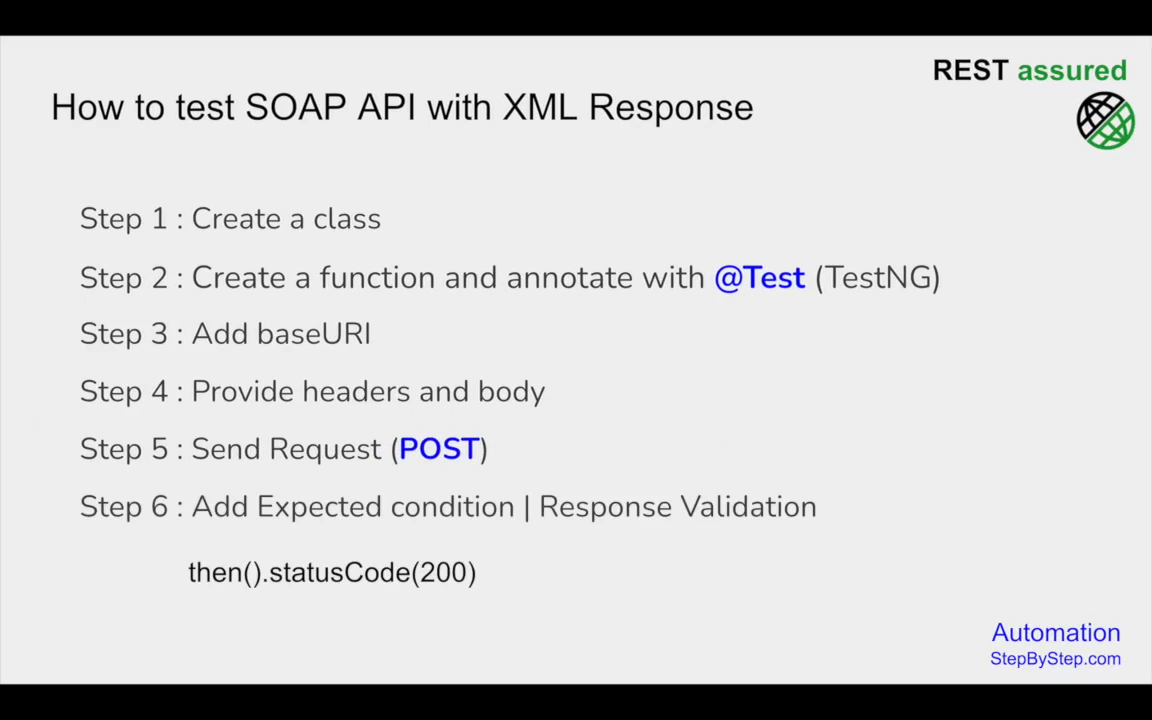 REST assured
How to test SOAP API with XML Response
Step 1 : Create a class
Step 2 : Create a function and annotate with @Test (TestNG)
Step 3 : Add baseURI
Step 4 : Provide headers and body
Step 5 : Send Request (POST)
Step 6 : Add Expected condition | Response Validation
then().statusCode(200)
Automation
StepByStep.com